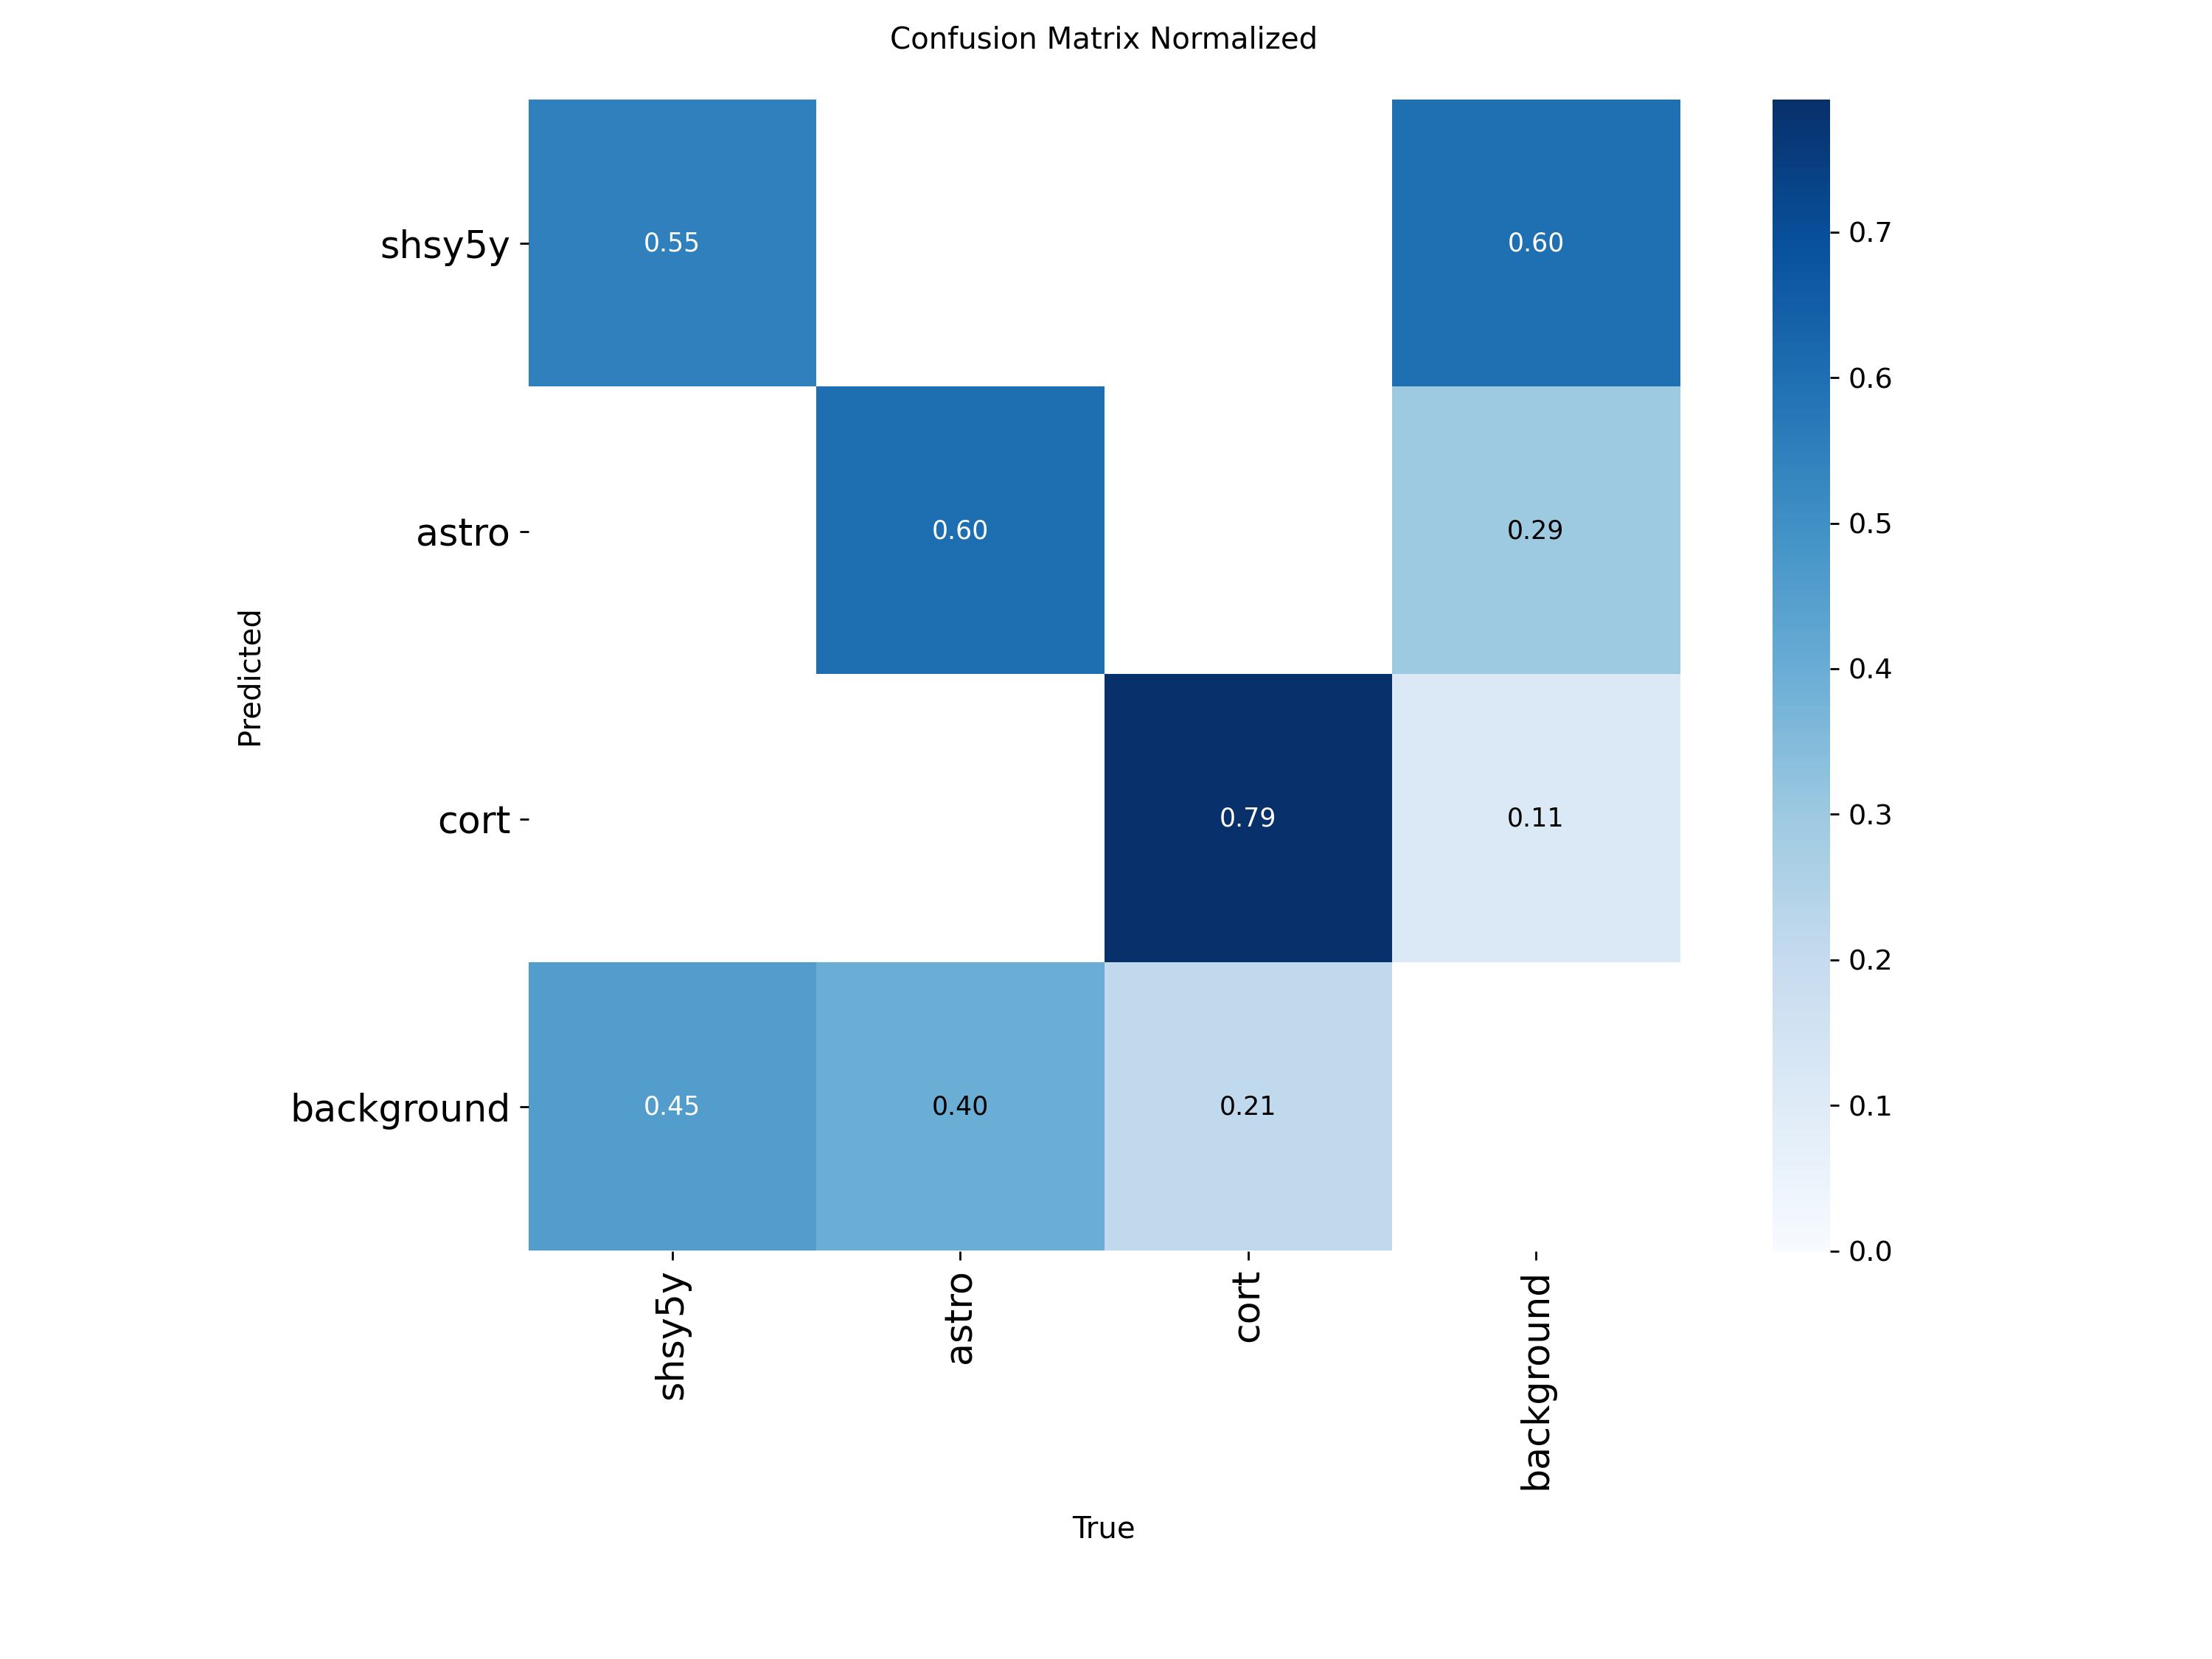 Confusion Matrix Normalized
shsy5y
0.55
0.60
astro
0.60
0.29
cort
0.79
0.11
background
0.45
0.40
0.21
shsy5y
astro
cort
background
Predicted
True
0.7
0.6
0.5
0.4
0.3
0.2
0.1
0.0